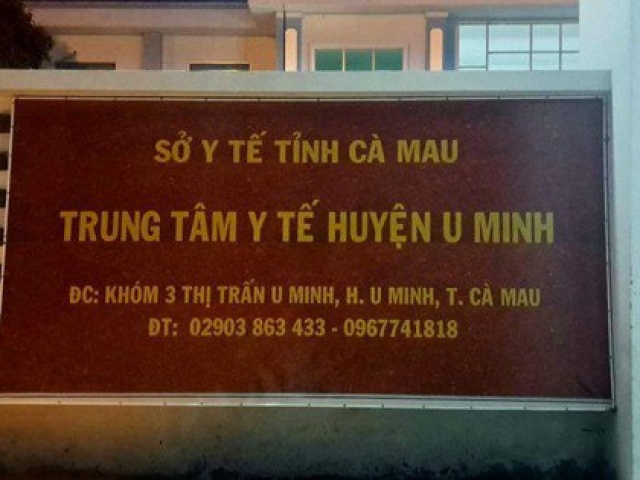 SỞ Y TẾ TỈNH CÀ MAU
TRUNG TÂM Y TẾ HUYỆN U MINH
ĐC: KHÓM 3 THỊ TRẤN U MINH, H. U MINH, T. CÀ MAU
ĐT: 02903 863 433 - 0967741818